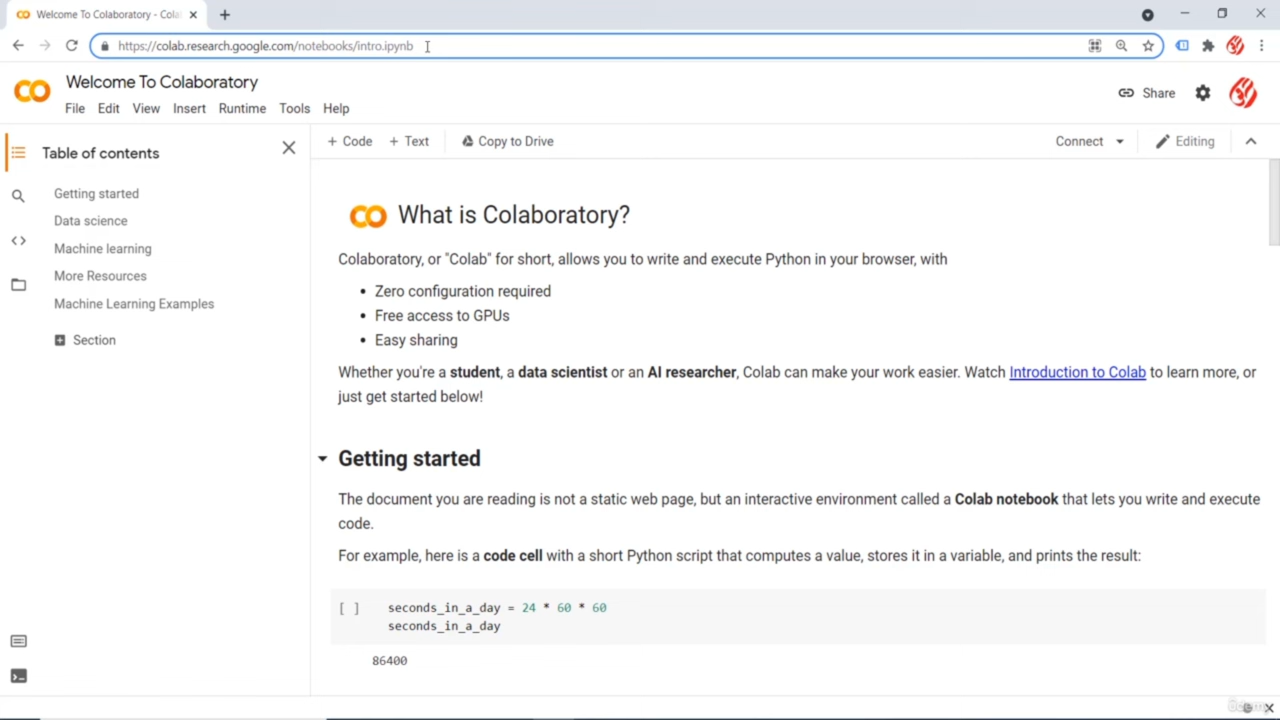 Welcome To Colaboratory - Cola
https://colab.research.google.com/notebooks/intro.ipynb
Welcome To Colaboratory
File Edit View Insert Runtime Tools Help
Share
Table of contents
+ Code + Text Copy to Drive
Connect Editing
Getting started
Data science
Machine learning
More Resources
Machine Learning Examples
Section
What is Colaboratory?
Colaboratory, or "Colab" for short, allows you to write and execute Python in your browser, with
• Zero configuration required
• Free access to GPUs
• Easy sharing
Whether you're a student, a data scientist or an AI researcher, Colab can make your work easier. Watch Introduction to Colab to learn more, or
just get started below!
Getting started
The document you are reading is not a static web page, but an interactive environment called a Colab notebook that lets you write and execute
code.
For example, here is a code cell with a short Python script that computes a value, stores it in a variable, and prints the result:
[ ] seconds_in_a_day = 24 * 60 * 60
seconds_in_a_day
86400